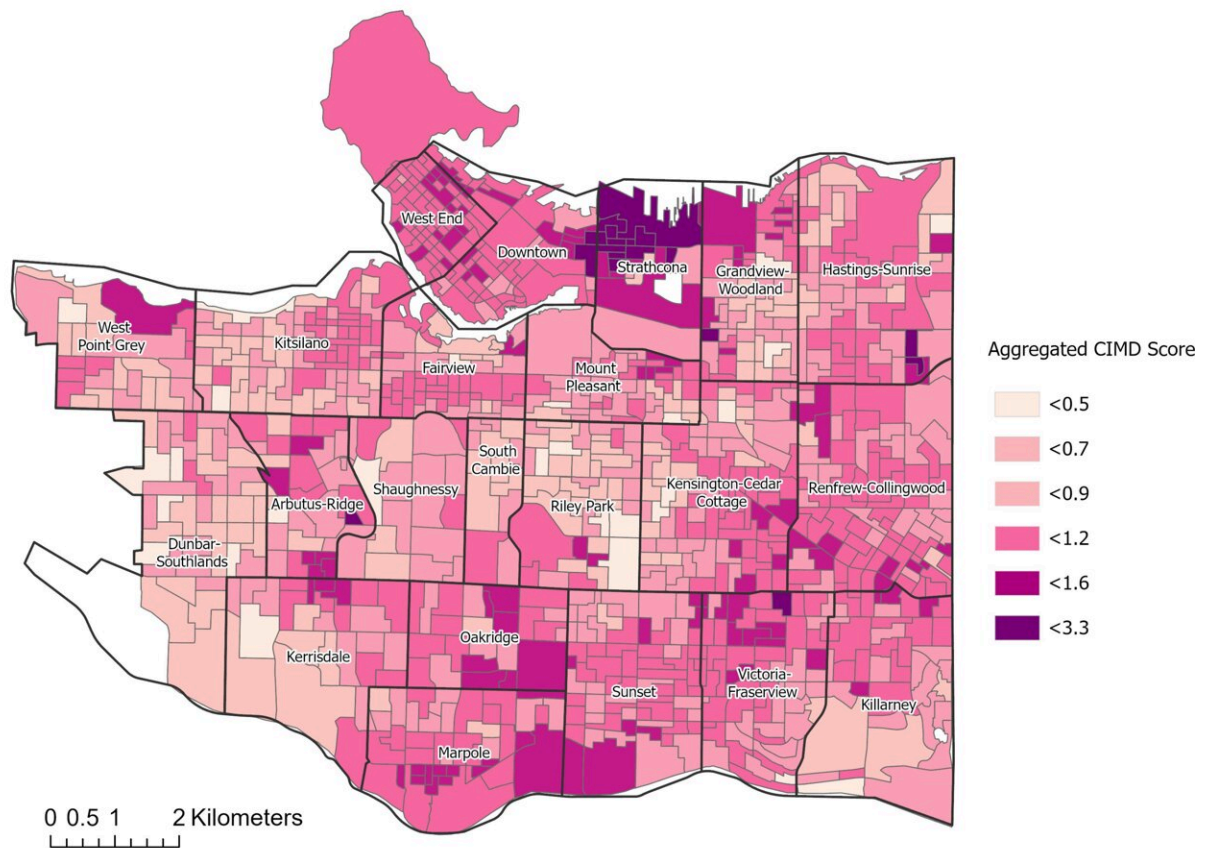 West End
Downtown
Strathcona
Grandview-
Woodland
Hastings-Sunrise
West
Point Grey
Kitsilano
Fairview
Mount
Pleasant
Aggregated CIMD Score
<0.5
<0.7
<0.9
<1.2
<1.6
<3.3
South
Cambie
Shaughnessy
Arbutus-Ridge
Riley Park
Kensington-Cedar
Cottage
Renfrew-Collingwood
Dunbar-
Southlands
Kerrisdale
Oakridge
Sunset
Victoria-
Fraserview
Killarney
Marpole
0 0.5 1 2 Kilometers